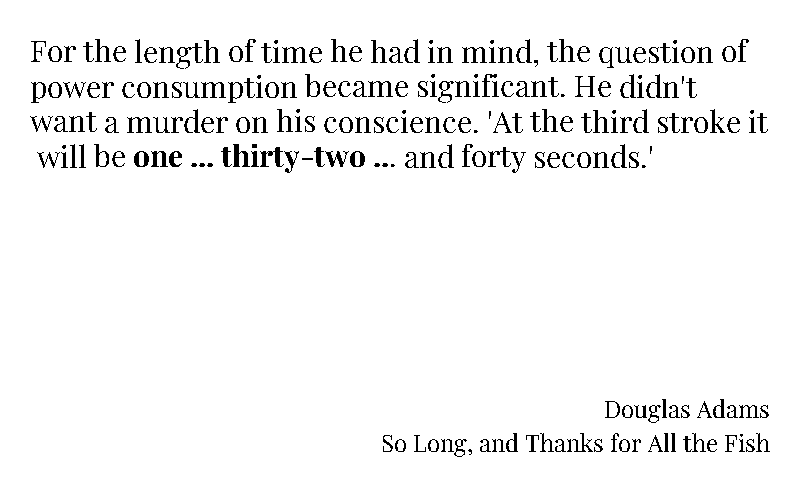 For the length of time he had in mind, the question of
power consumption became significant. He didn't
want a murder on his conscience. 'At the third stroke it
will be one ... thirty-two ... and forty seconds.'
Douglas Adams
So Long, and Thanks for All the Fish